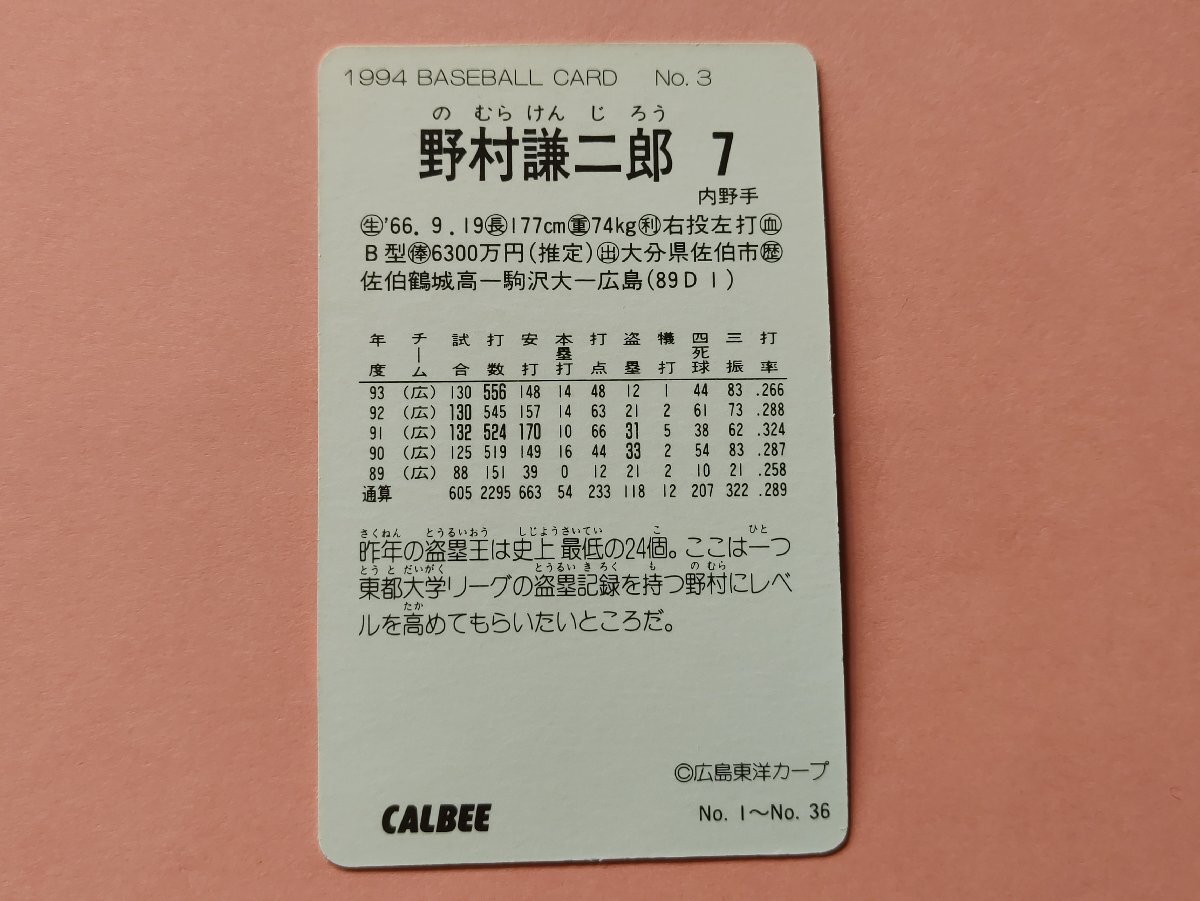 1994 BASEBALL CARD No. 3
の むら けん じ ろう
野村謙二郎 7
内野手
生'66. 9. 19長177cm重74kg利右投左打血
B型俸6300万円(推定)出大分県佐伯市歴
佐伯鶴城高ー駒沢大ー広島(89D1)
年度 チーム 試合 打数 安打 本塁打 打点 盗塁 犠打 四死球 三振 打率
93 (広) 130 556 148 14 48 12 1 44 83 .266
92 (広) 130 545 157 14 63 21 2 61 73 .288
91 (広) 132 524 170 10 66 31 5 38 62 .324
90 (広) 125 519 149 16 44 33 2 54 83 .287
89 (広) 88 151 39 0 12 21 2 10 21 .258
通算 605 2295 663 54 233 118 12 207 322 .289
さくねん とうるいおう しじょうさいてい こ ひと
昨年の盗塁王は史上最低の24個。ここは一つ
とうとだいがく とうるいきろく も のむら
東都大学リーグの盗塁記録を持つ野村にレベ
たか
ルを高めてもらいたいところだ。
©広島東洋カープ
CALBEE No. 1〜No. 36